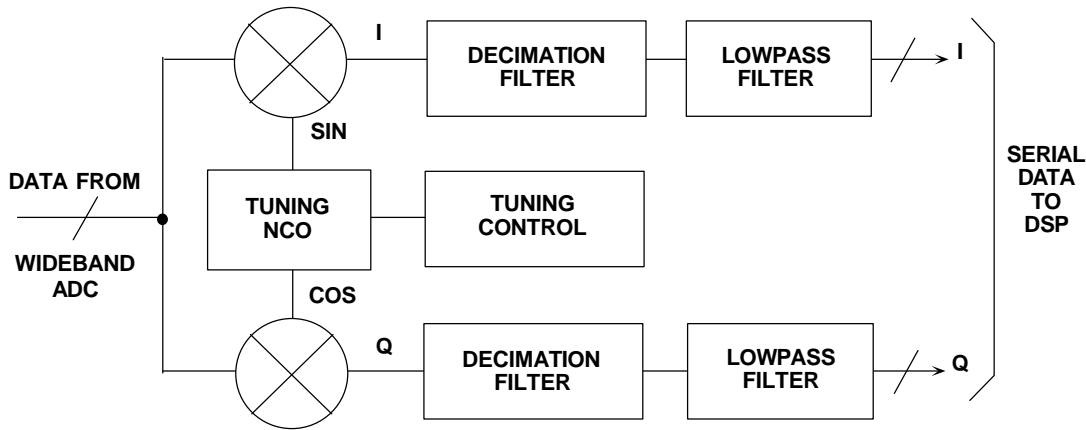 I
DECIMATION
FILTER
LOWPASS
FILTER
I
SIN
DATA FROM
WIDEBAND
ADC
TUNING
NCO
TUNING
CONTROL
SERIAL
DATA
TO
DSP
COS
Q
DECIMATION
FILTER
LOWPASS
FILTER
Q